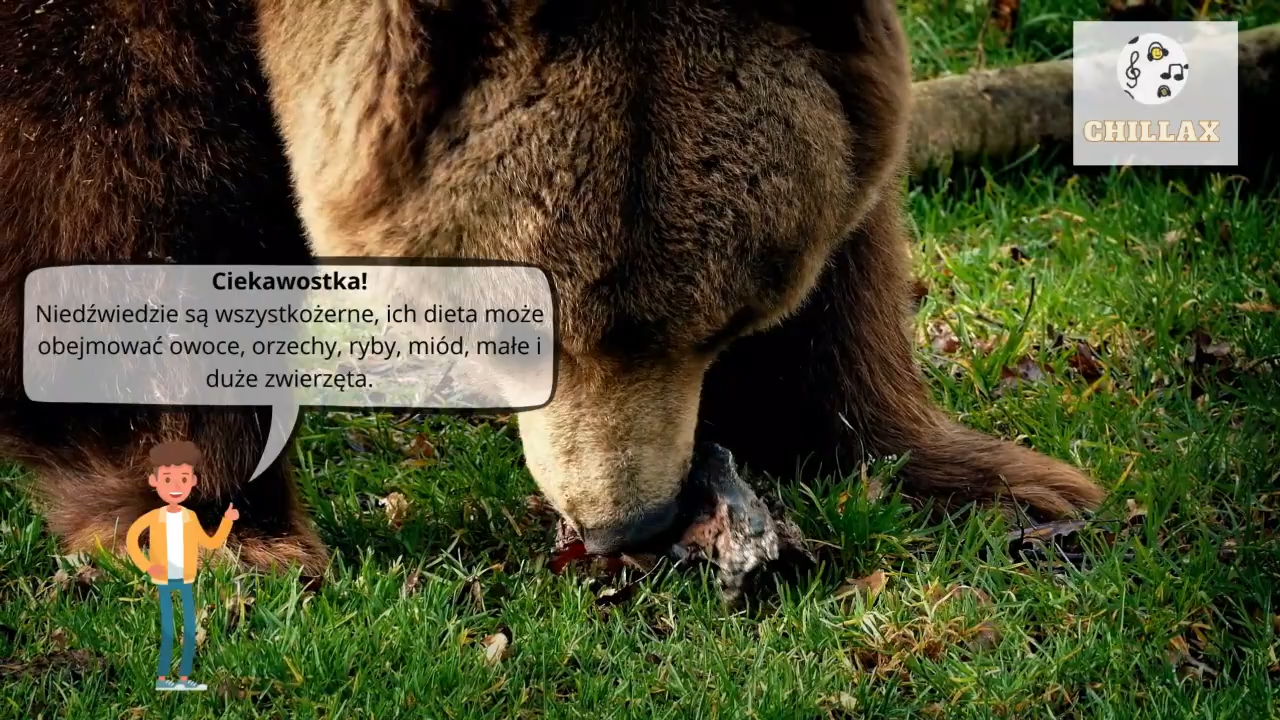 CHILLAX
Ciekawostka!
Niedźwiedzie są wszystkożerne, ich dieta może
obejmować owoce, orzechy, ryby, miód, małe i
duże zwierzęta.